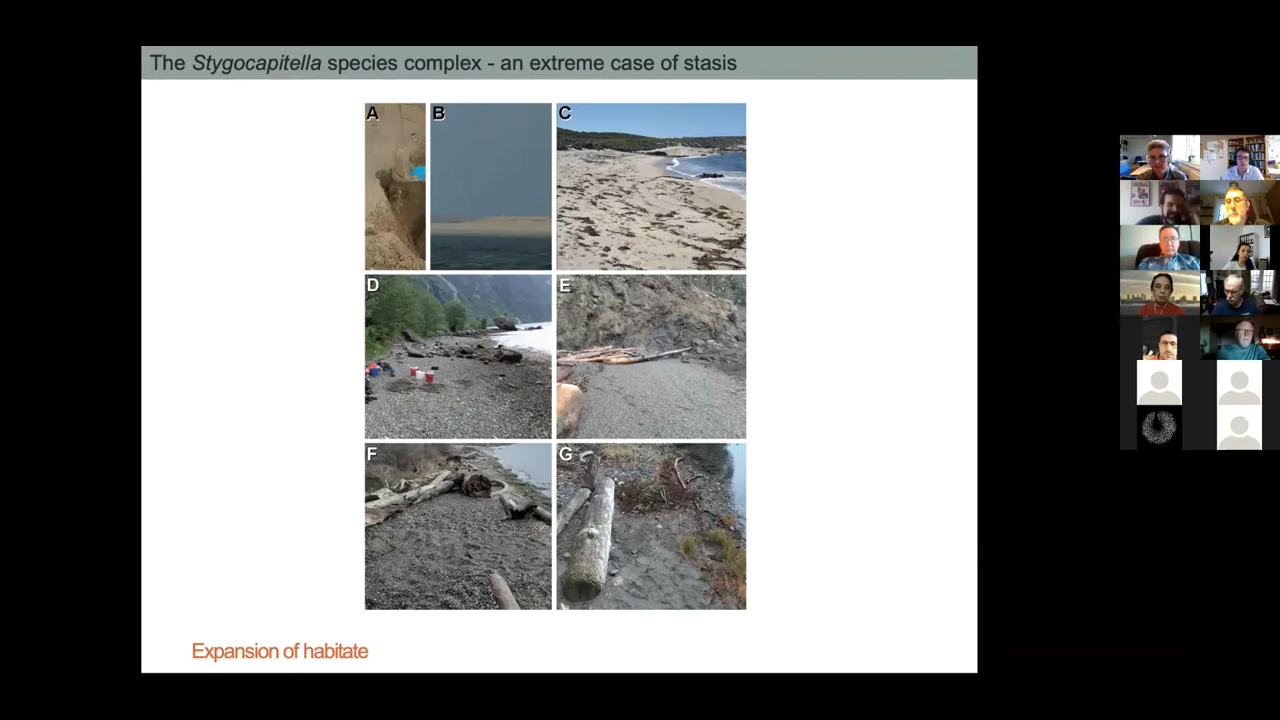 The Stygocapitella species complex - an extreme case of stasis
A
B
C
D
E
F
G
Expansion of habitate